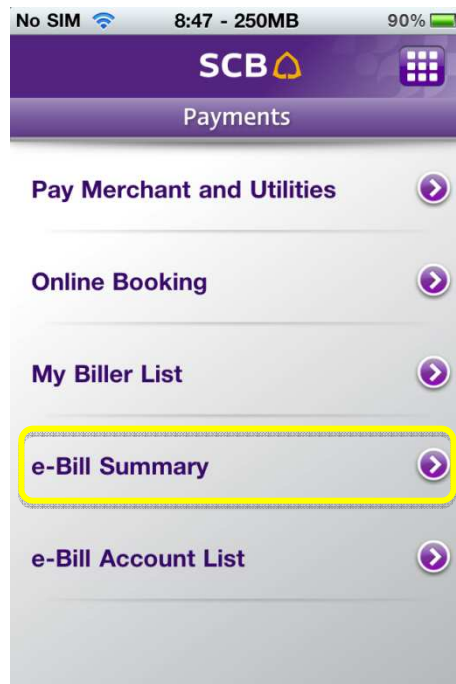 No SIM 8:47 - 250MB 90%
SCB
Payments
Pay Merchant and Utilities
Online Booking
My Biller List
e-Bill Summary
e-Bill Account List